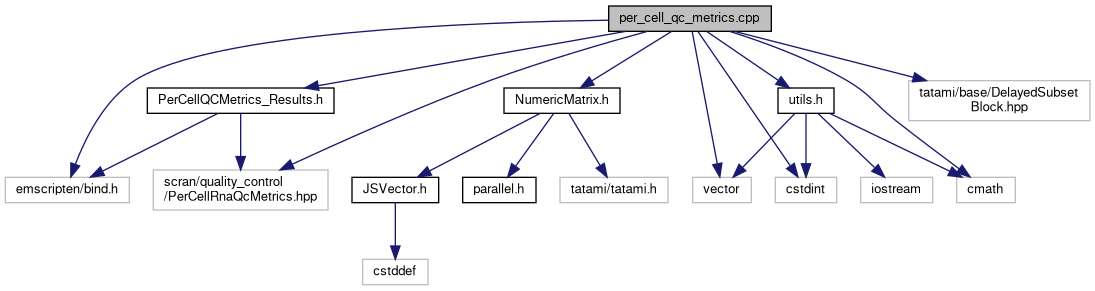 per_cell_qc_metrics.cpp
PerCellQCMetrics_Results.h
NumericMatrix.h
utils.h
tatami/base/DelayedSubset
Block.hpp
emscripten/bind.h
scran/quality_control
/PerCellRnaQcMetrics.hpp
JSVector.h
parallel.h
tatami/tatami.h
vector
cstdint
iostream
cmath
cstddef